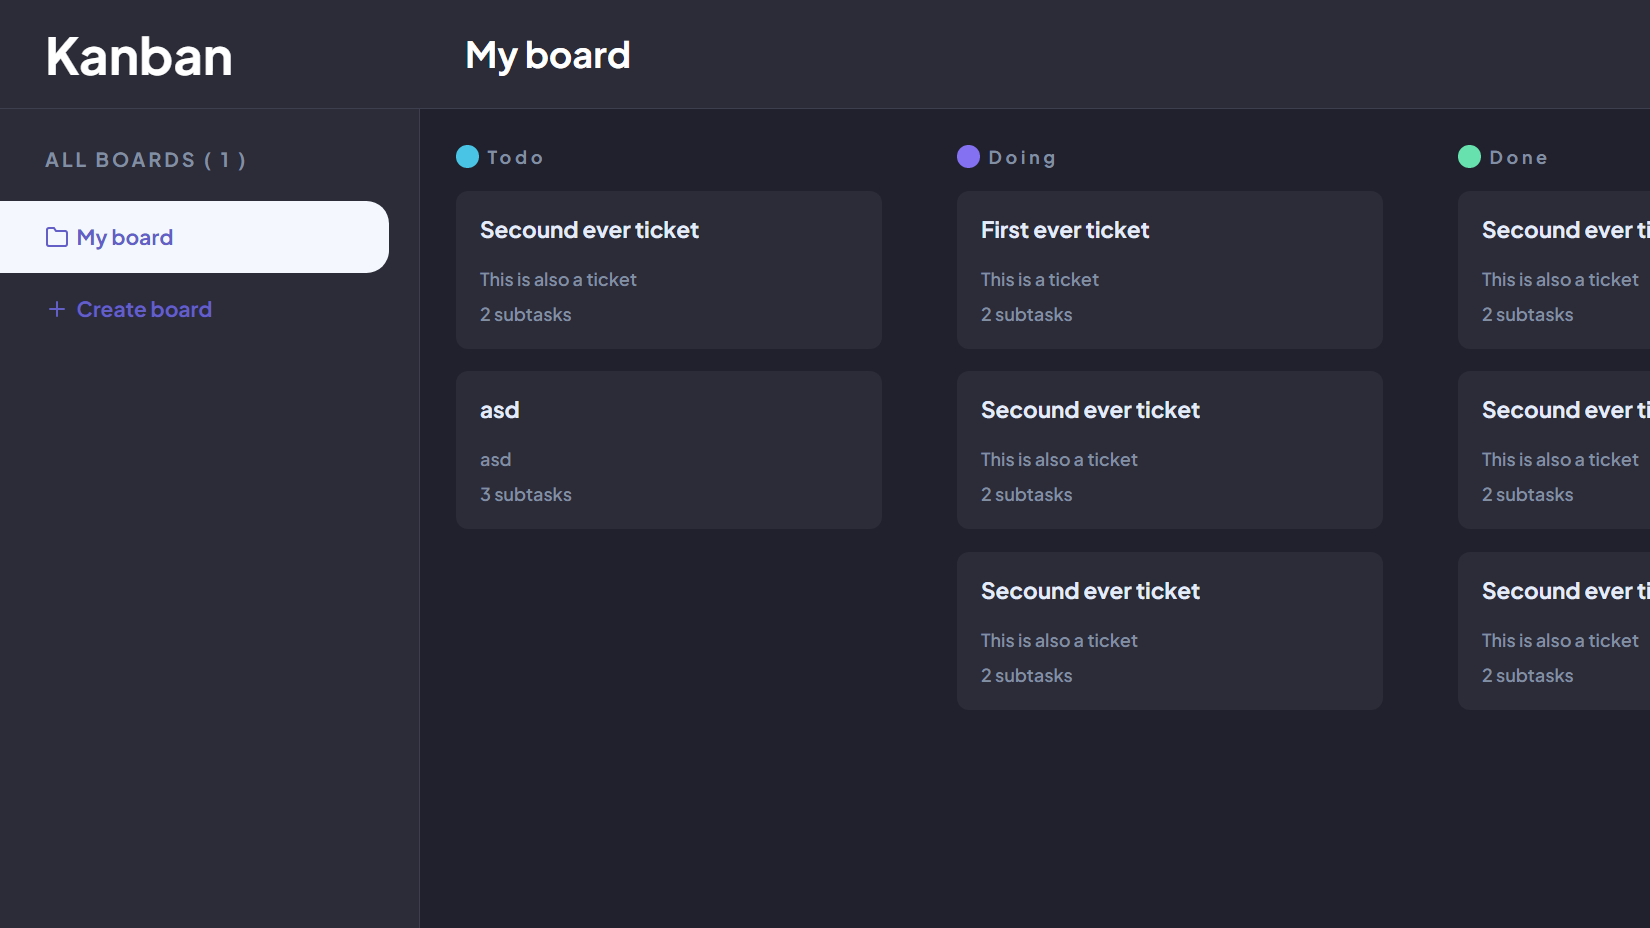 Kanban
My board
ALL BOARDS ( 1 )
My board
Create board
Todo
Secound ever ticket
This is also a ticket
2 subtasks
asd
asd
3 subtasks
Doing
First ever ticket
This is a ticket
2 subtasks
Secound ever ticket
This is also a ticket
2 subtasks
Secound ever ticket
This is also a ticket
2 subtasks
Done
Secound ever ti
This is also a ticket
2 subtasks
Secound ever ti
This is also a ticket
2 subtasks
Secound ever ti
This is also a ticket
2 subtasks